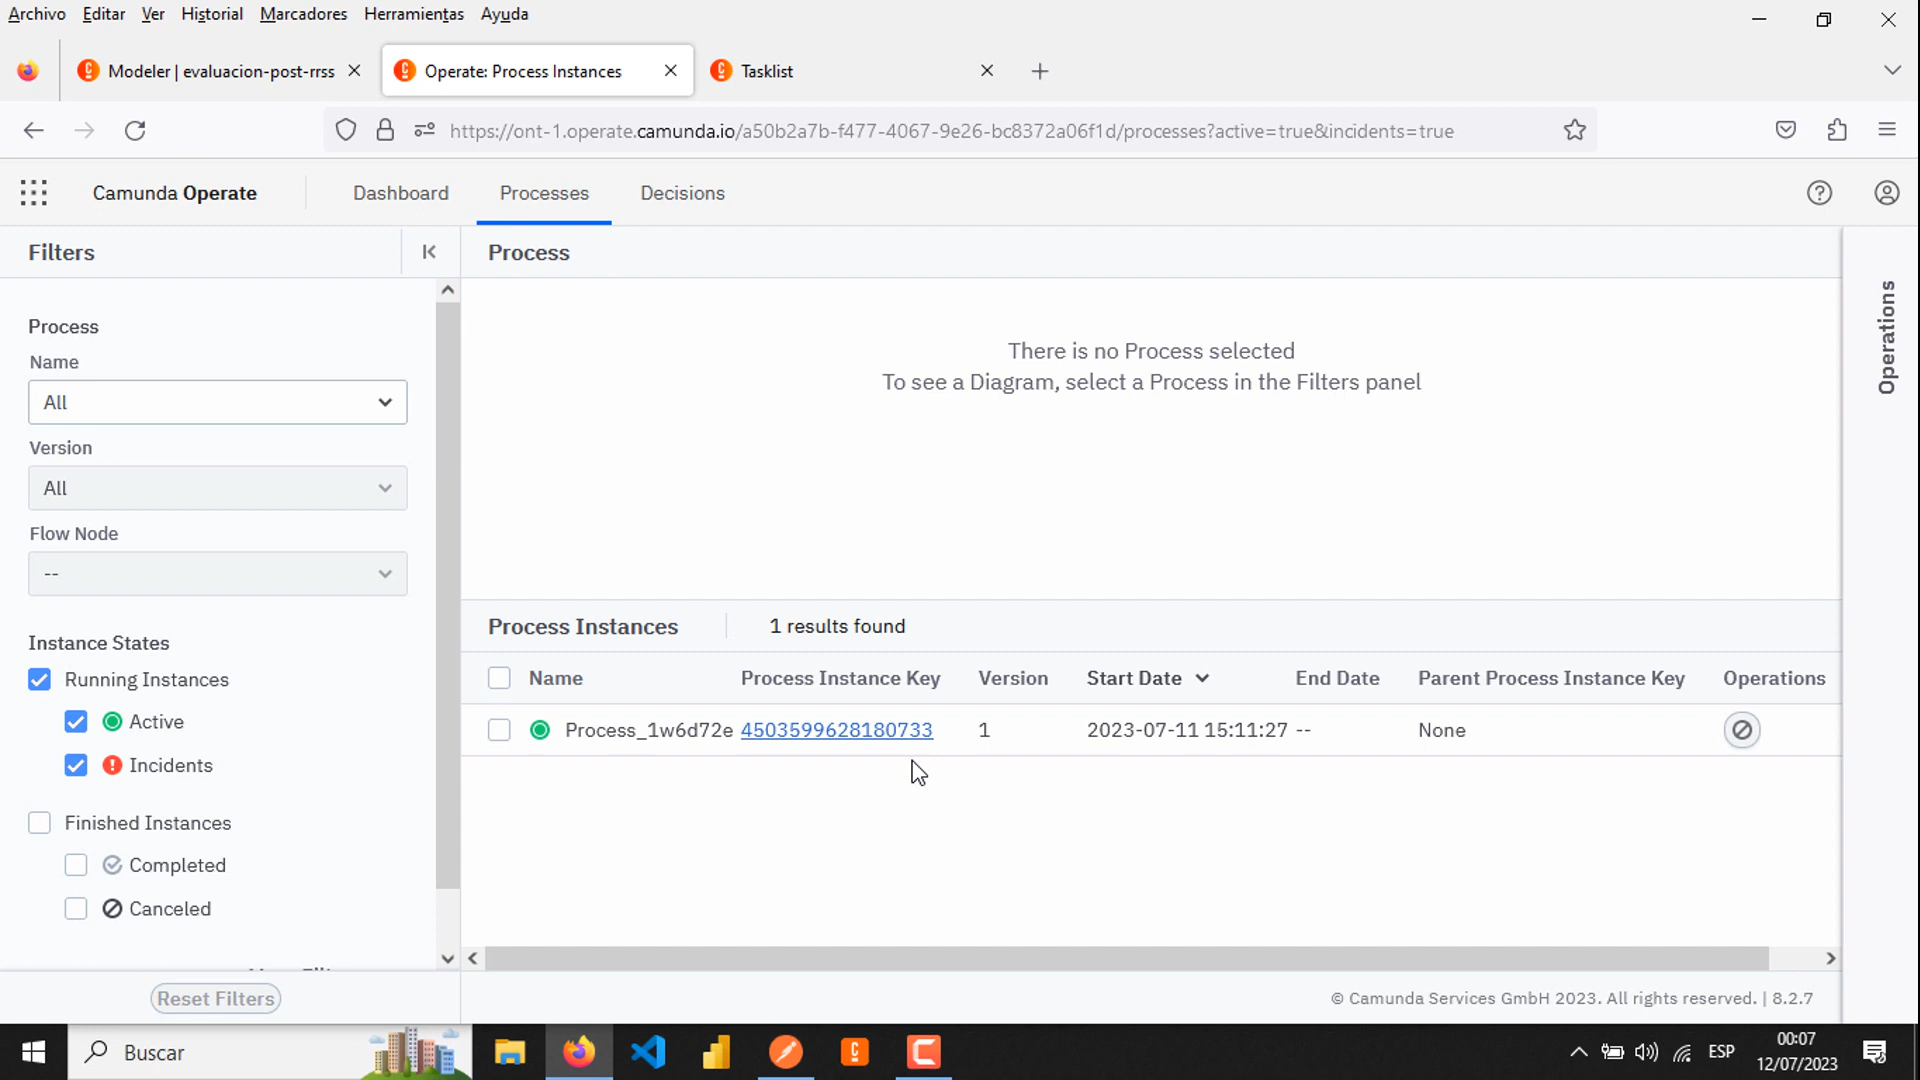 Archivo Editar Ver Historial Marcadores Herramientas Ayuda
Modeler | evaluacion-post-rrss
Operate: Process Instances
Tasklist
https://ont-1.operate.camunda.io/a50b2a7b-f477-4067-9e26-bc8372a06f1d/processes?active=true&incidents=true
Camunda Operate
Dashboard
Processes
Decisions
Filters
Process
Name
All
Version
All
Flow Node
--
Instance States
Running Instances
Active
Incidents
Finished Instances
Completed
Canceled
Reset Filters
Process
There is no Process selected
To see a Diagram, select a Process in the Filters panel
Operations
Process Instances 1 results found
Name Process Instance Key Version Start Date End Date Parent Process Instance Key Operations
Process_1w6d72e 4503599628180733 1 2023-07-11 15:11:27 -- None
© Camunda Services GmbH 2023. All rights reserved. | 8.2.7
Buscar
ESP
00:07
12/07/2023